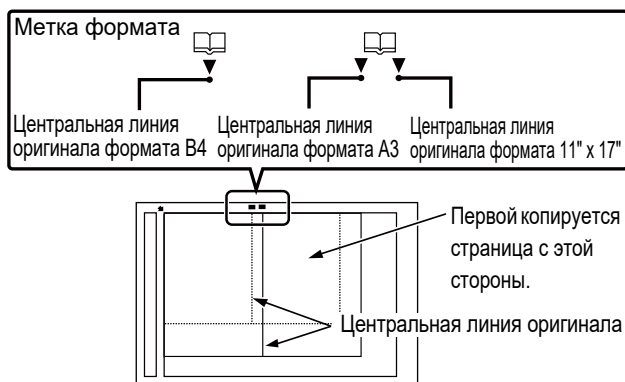 Метка формата
Центральная линия
оригинала формата B4
Центральная линия
оригинала формата A3
Центральная линия
оригинала формата 11" x 17"
Первой копируется
страница с этой
стороны.
Центральная линия оригинала